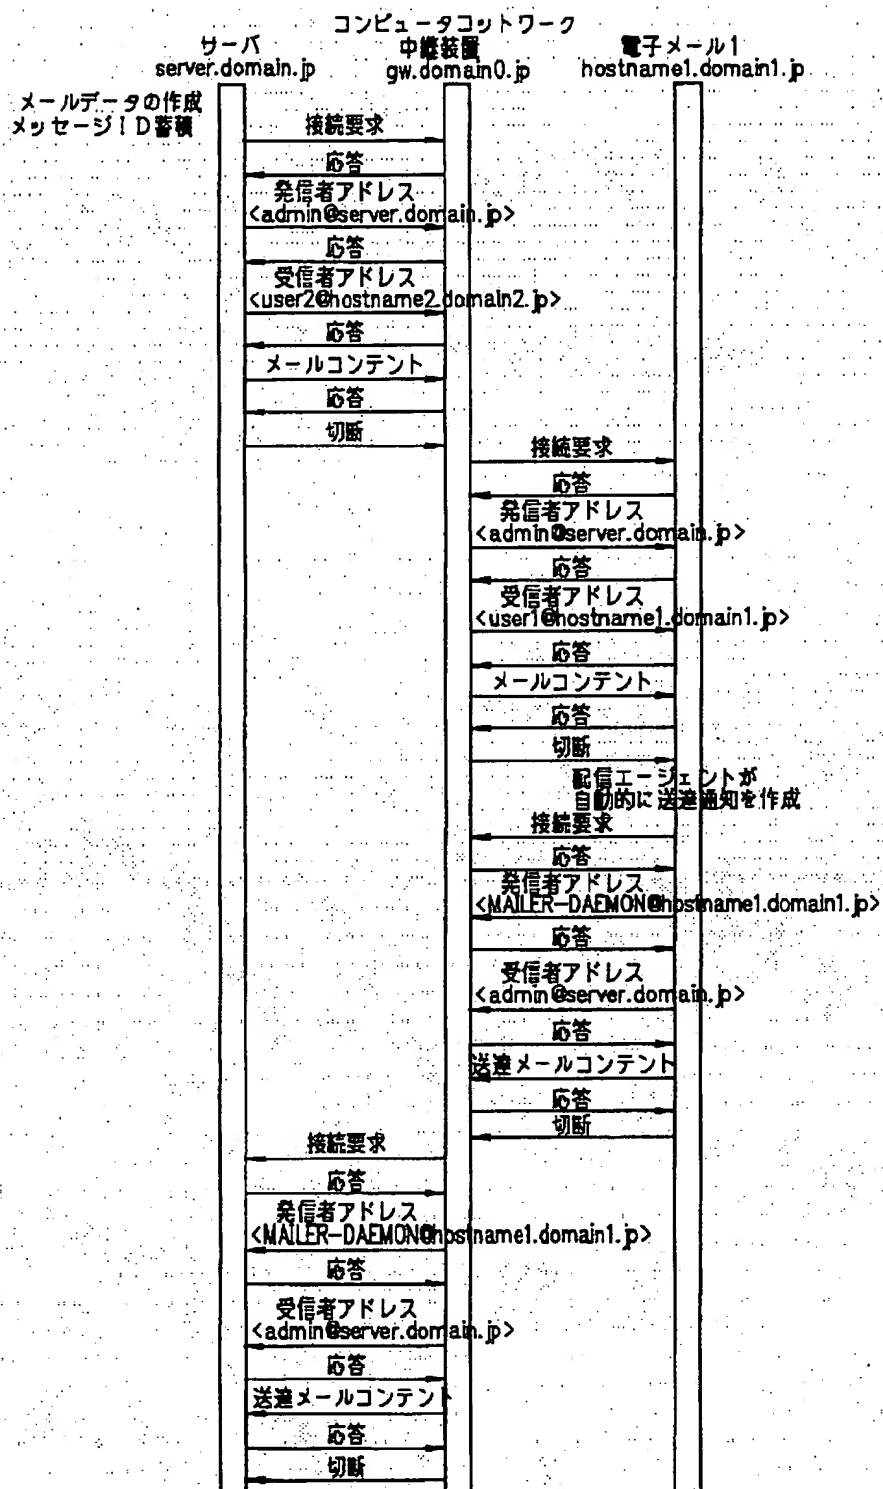 コンピュータコットワーク
サーバ
server.domain.jp
中継装置
gw.domain0.jp
電子メール1
hostname1.domain1.jp
メールデータの作成
メッセージID蓄積
接続要求
応答
発信者アドレス
<admin@server.domain.jp>
応答
受信者アドレス
<user2@hostname2.domain2.jp>
応答
メールコンテント
応答
切断
接続要求
応答
発信者アドレス
<admin@server.domain.jp>
応答
受信者アドレス
<user1@hostname1.domain1.jp>
応答
メールコンテント
応答
切断
配信エージェントが
自動的に送達通知を作成
接続要求
応答
発信者アドレス
<MAILER-DAEMON@hostname1.domain1.jp>
応答
受信者アドレス
<admin@server.domain.jp>
応答
送達メールコンテント
応答
切断
接続要求
応答
発信者アドレス
<MAILER-DAEMON@hostname1.domain1.jp>
応答
受信者アドレス
<admin@server.domain.jp>
応答
送達メールコンテント
応答
切断